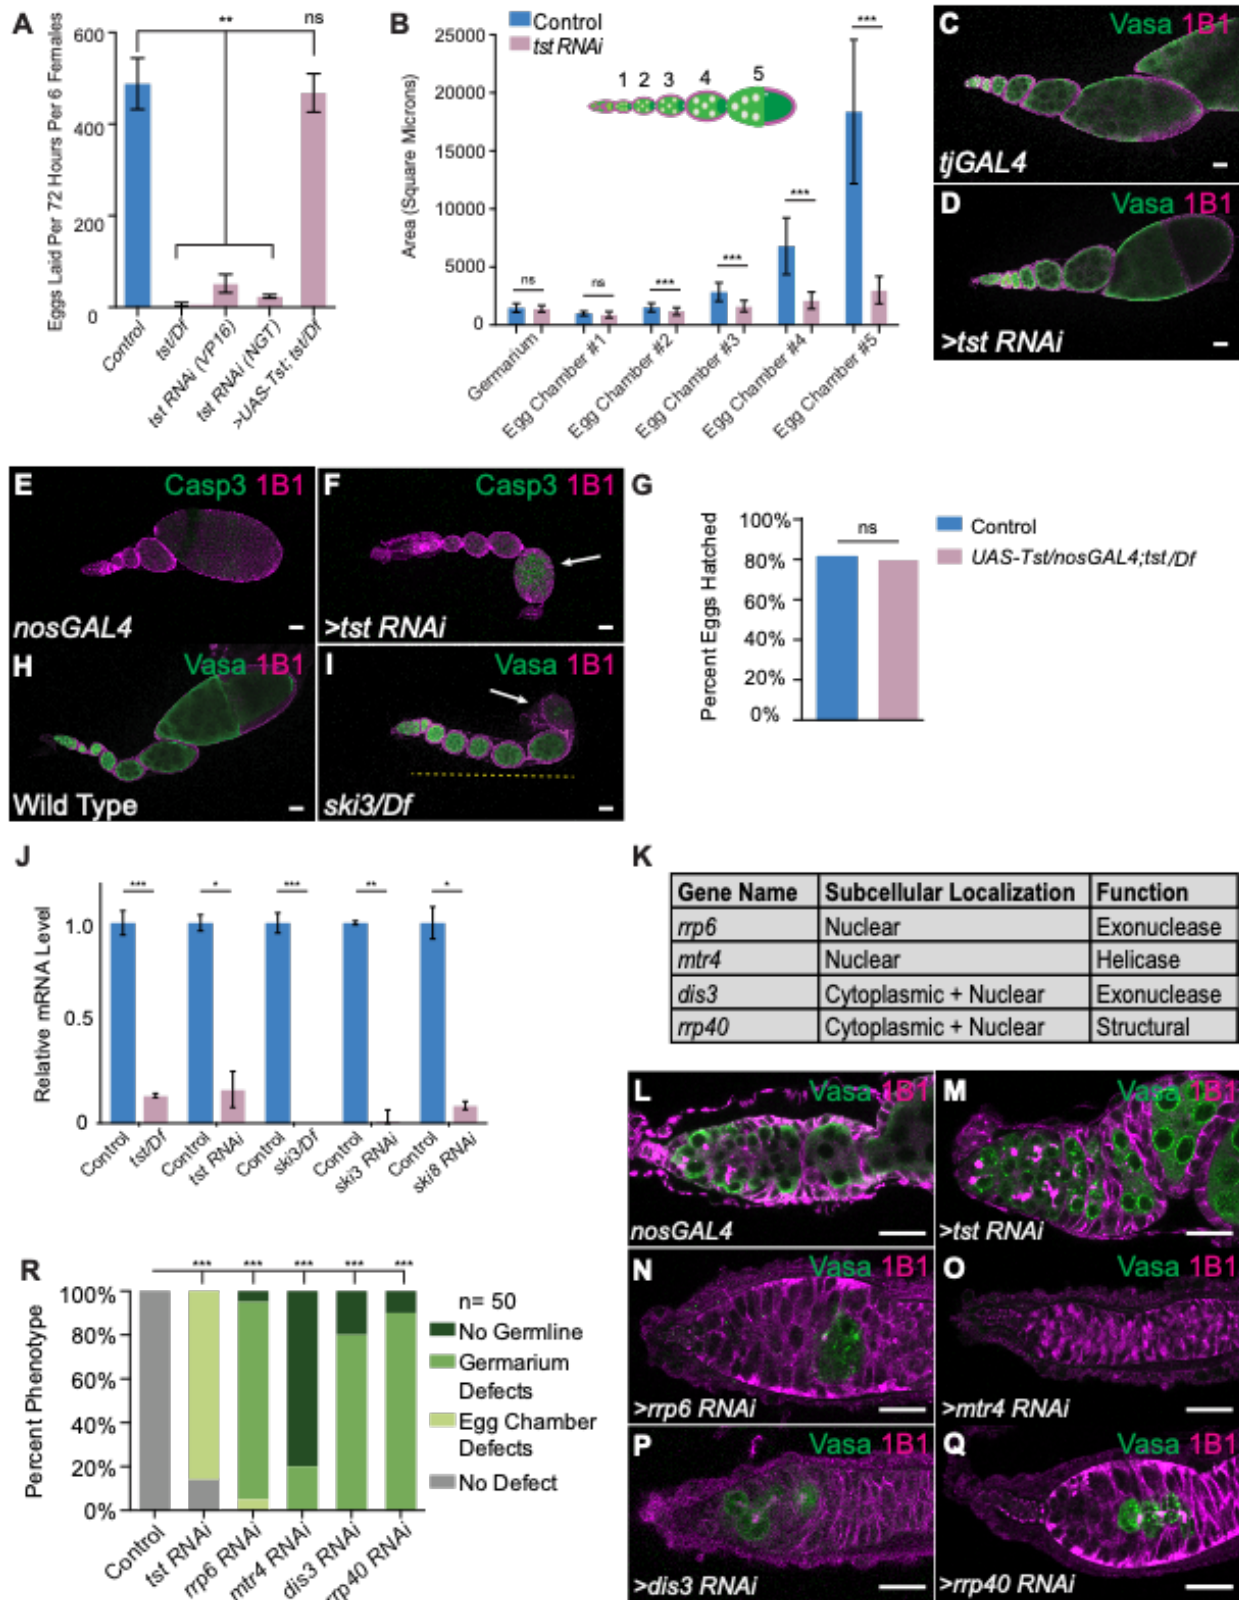 A
**
ns
600
400
200
0
Eggs Laid Per 72 Hours Per 6 Females
Control
tst/Df
tst RNAi (VP16)
tst RNAi (NGT)
>UAS-Tst; tst/Df
B
Control
tst RNAi
25000
20000
15000
10000
5000
0
Area (Square Microns)
1 2 3 4 5
ns
ns
***
***
***
***
Germarium
Egg Chamber #1
Egg Chamber #2
Egg Chamber #3
Egg Chamber #4
Egg Chamber #5
C
Vasa 1B1
tjGAL4
D
Vasa 1B1
>tst RNAi
E
Casp3 1B1
nosGAL4
F
Casp3 1B1
>tst RNAi
G
100%
80%
60%
40%
20%
0%
Percent Eggs Hatched
ns
Control
UAS-Tst/nosGAL4;tst/Df
H
Vasa 1B1
Wild Type
I
Vasa 1B1
ski3/Df
J
Relative mRNA Level
1.0
0.5
0
***
*
***
**
*
Control
tst/Df
Control
tst RNAi
Control
ski3/Df
Control
ski3 RNAi
Control
ski8 RNAi
K
Gene Name Subcellular Localization Function
rrp6 Nuclear Exonuclease
mtr4 Nuclear Helicase
dis3 Cytoplasmic + Nuclear Exonuclease
rrp40 Cytoplasmic + Nuclear Structural
L
Vasa 1B1
nosGAL4
M
Vasa 1B1
>tst RNAi
N
Vasa 1B1
>rrp6 RNAi
O
Vasa 1B1
>mtr4 RNAi
P
Vasa 1B1
>dis3 RNAi
Q
Vasa 1B1
>rrp40 RNAi
R
*** *** *** *** ***
100%
80%
60%
40%
20%
0%
Percent Phenotype
n= 50
No Germline
Germarium
Defects
Egg Chamber
Defects
No Defect
Control
tst RNAi
rrp6 RNAi
mtr4 RNAi
dis3 RNAi
rrp40 RNAi